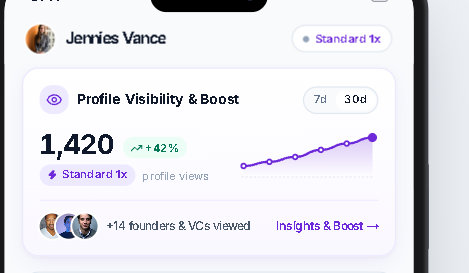 Jennies Vance
Standard 1x
Profile Visibility & Boost
7d 30d
1,420
+42%
Standard 1x
profile views
+14 founders & VCs viewed
Insights & Boost →